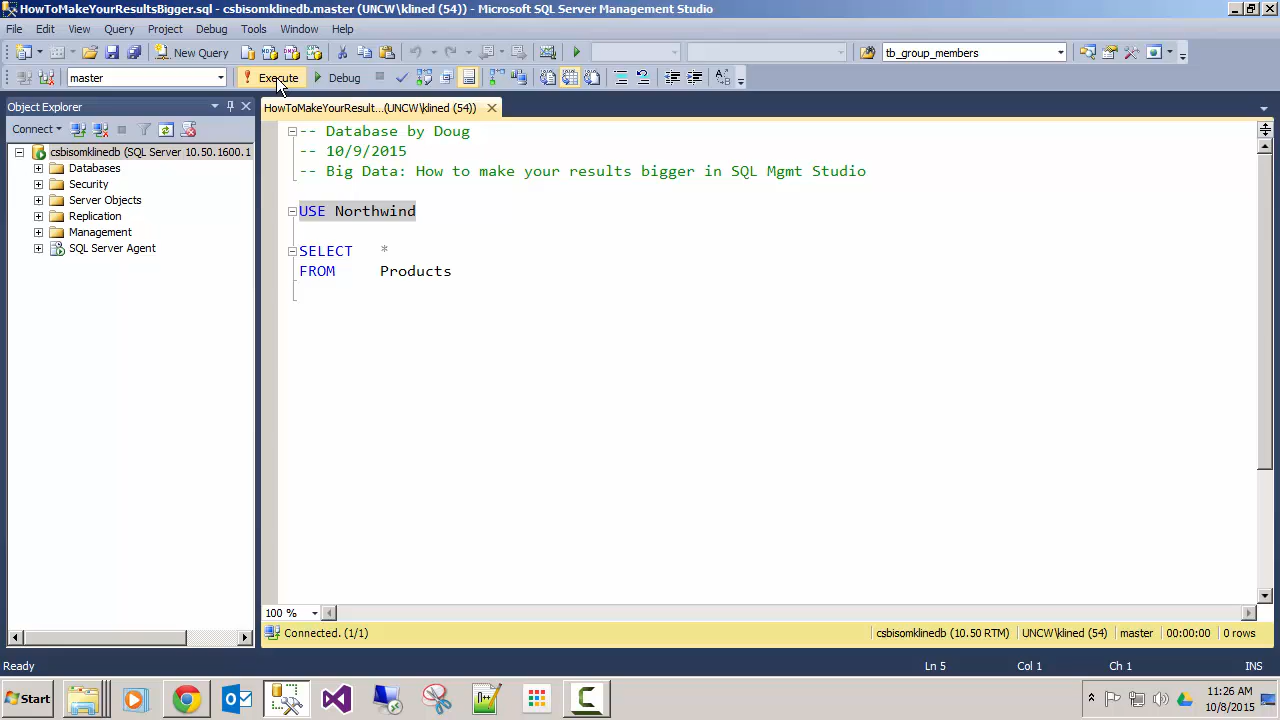 HowToMakeYourResultsBigger.sql - csbisomklinedb.master (UNCW\klined (54)) - Microsoft SQL Server Management Studio
File Edit View Query Project Debug Tools Window Help
New Query tb_group_members
master Execute Debug
Object Explorer
HowToMakeYourResult...(UNCW\klined (54))
Connect
csbisomklinedb (SQL Server 10.50.1600.1
Databases
Security
Server Objects
Replication
Management
SQL Server Agent
-- Database by Doug
-- 10/9/2015
-- Big Data: How to make your results bigger in SQL Mgmt Studio
USE Northwind
SELECT *
FROM Products
100 %
Connected. (1/1) csbisomklinedb (10.50 RTM) UNCW\klined (54) master 00:00:00 0 rows
Ready Ln 5 Col 1 Ch 1 INS
Start 11:26 AM
10/8/2015